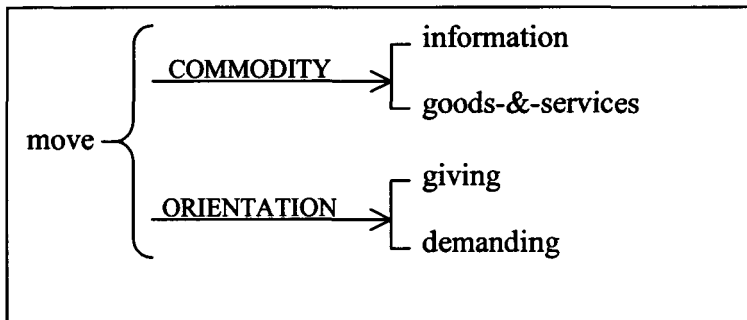 information
COMMODITY
goods-&-services
move
giving
ORIENTATION
demanding